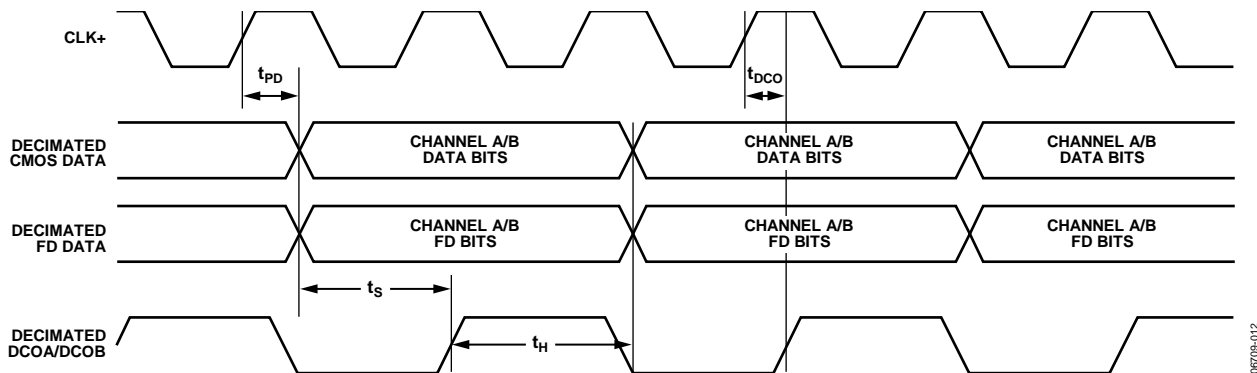 CLK+
tPD
tDCO
DECIMATED
CMOS DATA
CHANNEL A/B
DATA BITS
CHANNEL A/B
DATA BITS
CHANNEL A/B
DATA BITS
DECIMATED
FD DATA
CHANNEL A/B
FD BITS
CHANNEL A/B
FD BITS
CHANNEL A/B
FD BITS
tS
DECIMATED
DCOA/DCOB
tH
06709-012